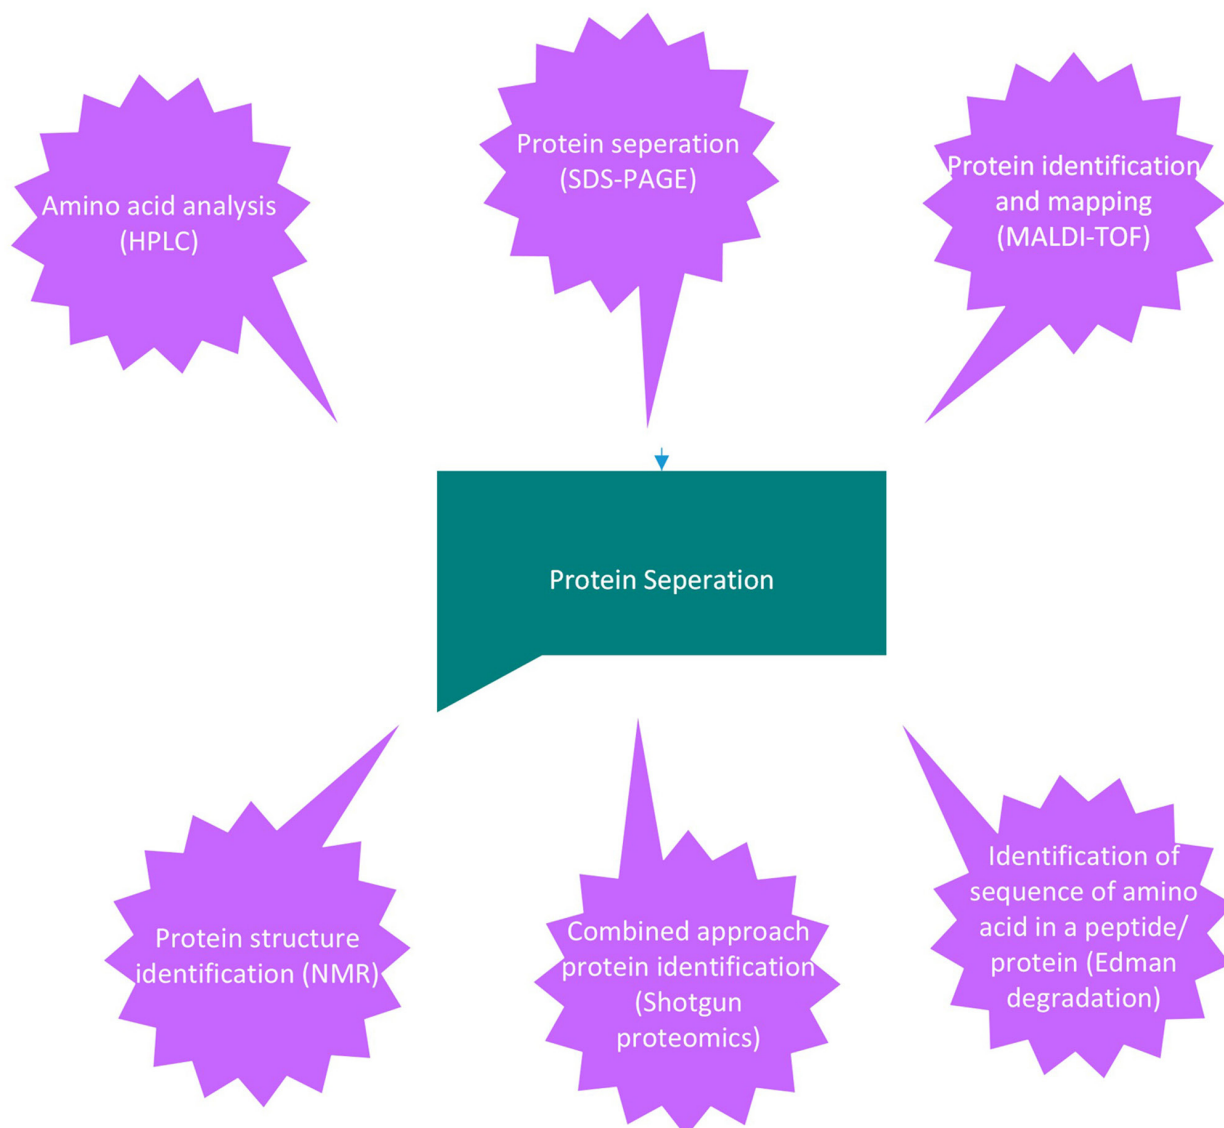 Protein seperation
(SDS-PAGE)
Amino acid analysis
(HPLC)
Protein identification
and mapping
(MALDI-TOF)
Protein Seperation
Protein structure
identification (NMR)
Combined approach
protein identification
(Shotgun
proteomics)
Identification of
sequence of amino
acid in a peptide/
protein (Edman
degradation)